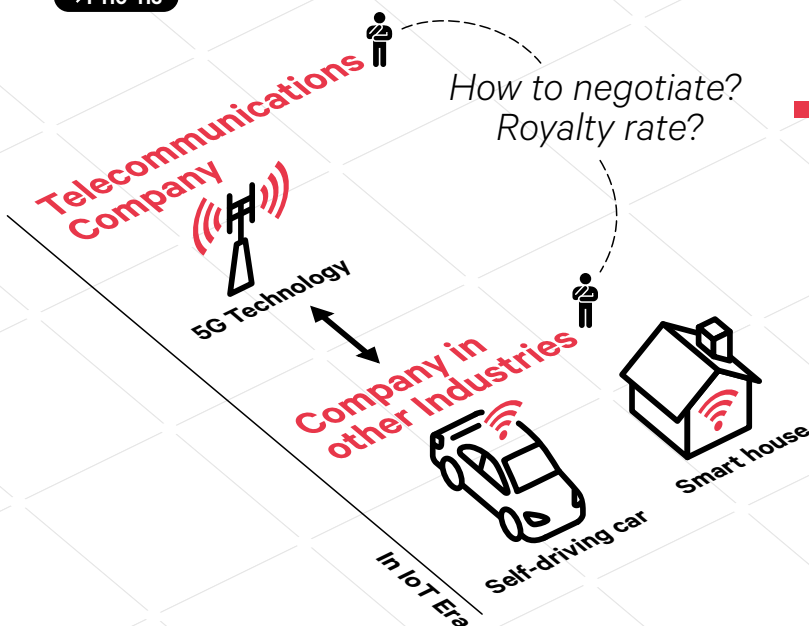 Telecommunications
Company
How to negotiate?
Royalty rate?
5G Technology
Company in
other Industries
Smart house
Self-driving car
In IoT Era